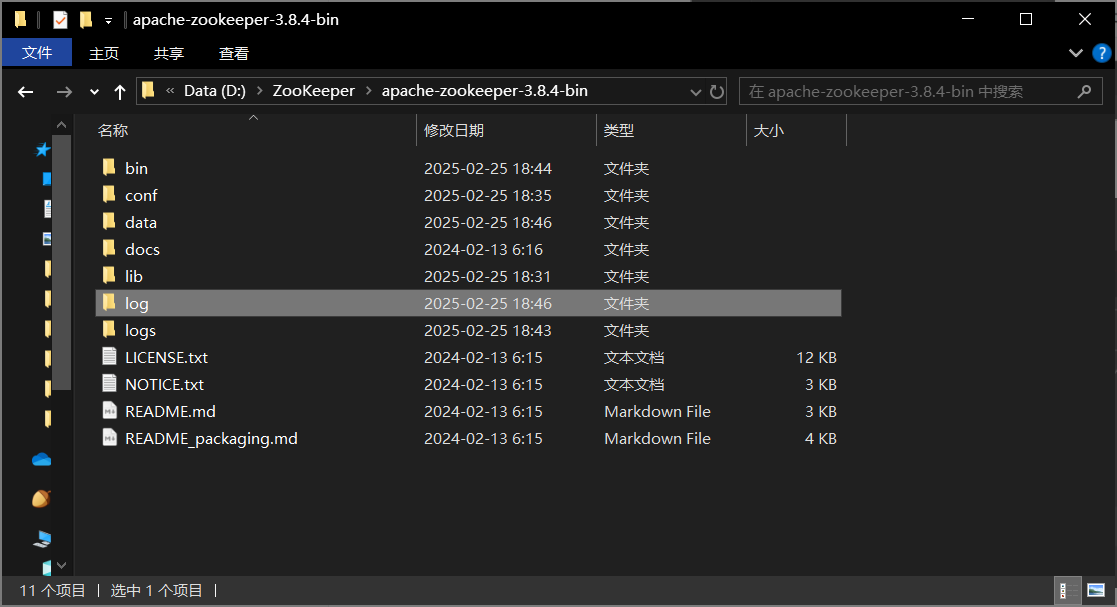 apache-zookeeper-3.8.4-bin
文件 主页 共享 查看 ?
« Data (D:) > ZooKeeper > apache-zookeeper-3.8.4-bin 在 apache-zookeeper-3.8.4-bin 中搜索
名称 修改日期 类型 大小
bin 2025-02-25 18:44 文件夹
conf 2025-02-25 18:35 文件夹
data 2025-02-25 18:46 文件夹
docs 2024-02-13 6:16 文件夹
lib 2025-02-25 18:31 文件夹
log 2025-02-25 18:46 文件夹
logs 2025-02-25 18:43 文件夹
LICENSE.txt 2024-02-13 6:15 文本文档 12 KB
NOTICE.txt 2024-02-13 6:15 文本文档 3 KB
README.md 2024-02-13 6:15 Markdown File 3 KB
README_packaging.md 2024-02-13 6:15 Markdown File 4 KB
11 个项目 | 选中 1 个项目 |